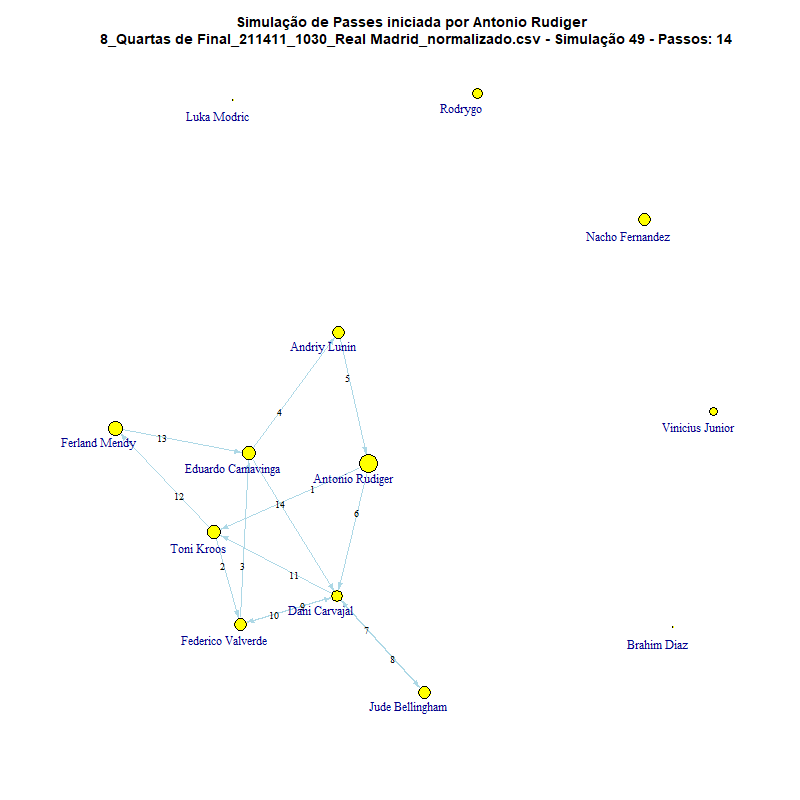 Simulação de Passes iniciada por Antonio Rudiger
8_Quartas de Final_211411_1030_Real Madrid_normalizado.csv - Simulação 49 - Passos: 14
Rodrygo
Luka Modric
Nacho Fernandez
Andriy Lunin
5
4
Vinicius Junior
13
Ferland Mendy
Eduardo Camavinga
Antonio Rudiger
1
12
14
6
Toni Kroos
2
3
11
9
Dani Carvajal
10
7
Federico Valverde
Brahim Diaz
8
Jude Bellingham